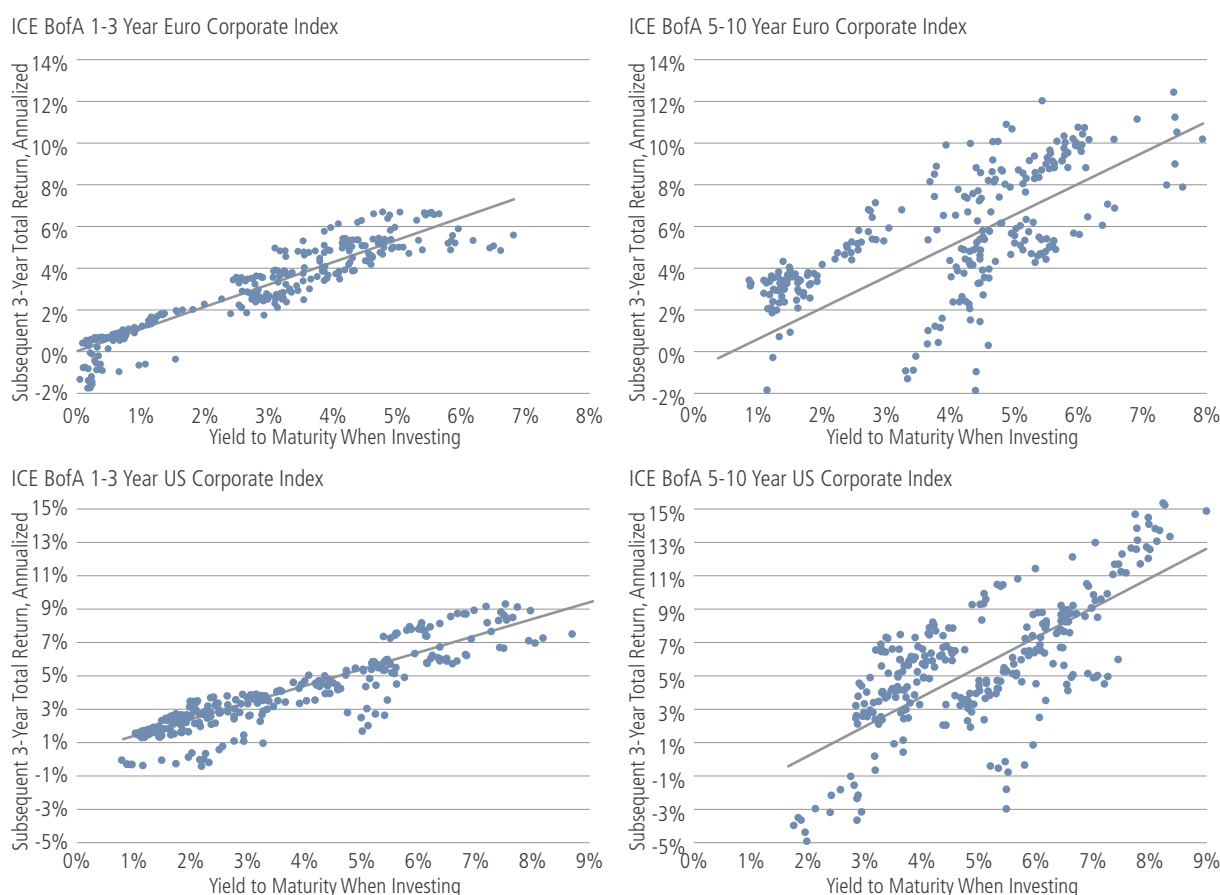 ICE BofA 1-3 Year Euro Corporate Index
Subsequent 3-Year Total Return, Annualized
14%
12%
10%
8%
6%
4%
2%
0%
-2%
0% 1% 2% 3% 4% 5% 6% 7% 8%
Yield to Maturity When Investing
ICE BofA 5-10 Year Euro Corporate Index
Subsequent 3-Year Total Return, Annualized
14%
12%
10%
8%
6%
4%
2%
0%
-2%
0% 1% 2% 3% 4% 5% 6% 7% 8%
Yield to Maturity When Investing
ICE BofA 1-3 Year US Corporate Index
Subsequent 3-Year Total Return, Annualized
15%
13%
11%
9%
7%
5%
3%
1%
-1%
-3%
-5%
0% 1% 2% 3% 4% 5% 6% 7% 8% 9%
Yield to Maturity When Investing
ICE BofA 5-10 Year US Corporate Index
Subsequent 3-Year Total Return, Annualized
15%
13%
11%
9%
7%
5%
3%
1%
-1%
-3%
-5%
0% 1% 2% 3% 4% 5% 6% 7% 8% 9%
Yield to Maturity When Investing